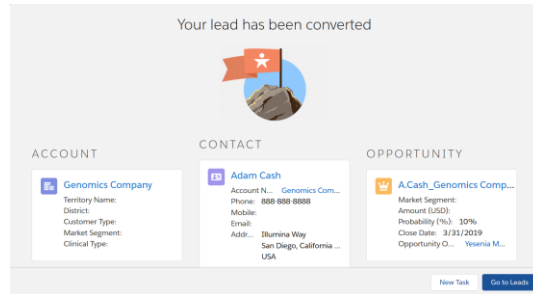 Your lead has been converted
ACCOUNT
Genomics Company
Territory Name:
District:
Customer Type:
Market Segment:
Clinical Type:
CONTACT
Adam Cash
Account N... Genomics Com...
Phone: 888-888-8888
Mobile:
Email:
Addr... Illumina Way
San Diego, California ...
USA
OPPORTUNITY
A.Cash_Genomics Comp...
Market Segment:
Amount (USD):
Probability (%): 10%
Close Date: 3/31/2019
Opportunity O... Yesenia M...
New Task
Go to Leads